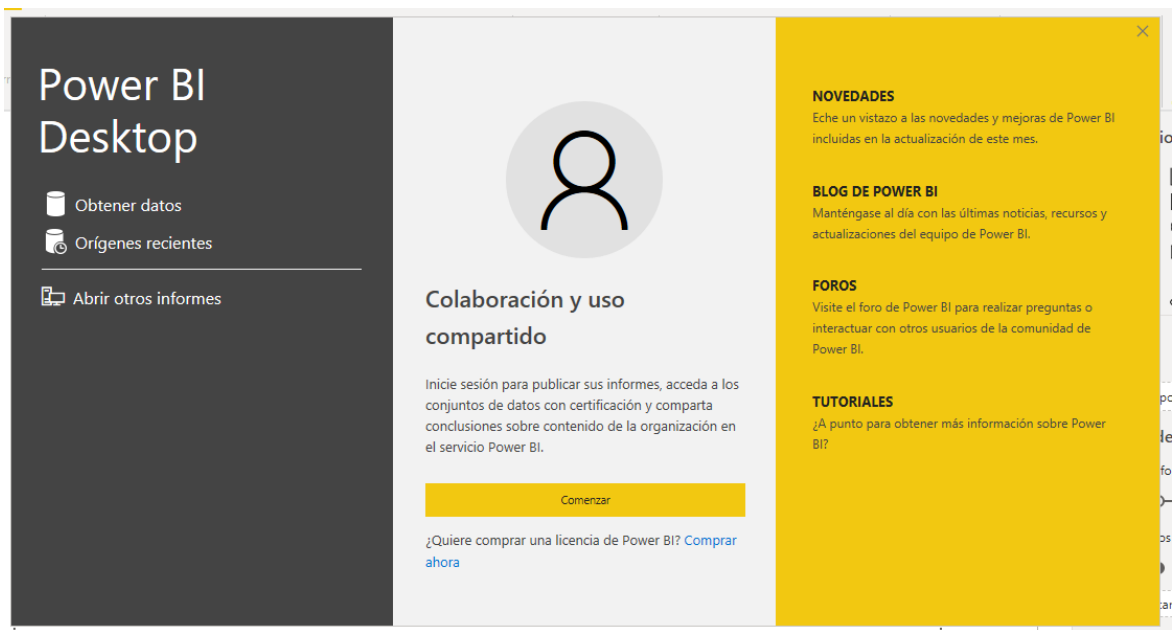 Power BI
Desktop
Obtener datos
Orígenes recientes
Abrir otros informes
Colaboración y uso
compartido
Inicie sesión para publicar sus informes, acceda a los
conjuntos de datos con certificación y comparta
conclusiones sobre contenido de la organización en
el servicio Power BI.
Comenzar
¿Quiere comprar una licencia de Power BI? Comprar
ahora
NOVEDADES
Eche un vistazo a las novedades y mejoras de Power BI
incluidas en la actualización de este mes.
BLOG DE POWER BI
Manténgase al día con las últimas noticias, recursos y
actualizaciones del equipo de Power BI.
FOROS
Visite el foro de Power BI para realizar preguntas o
interactuar con otros usuarios de la comunidad de
Power BI.
TUTORIALES
¿A punto para obtener más información sobre Power
BI?